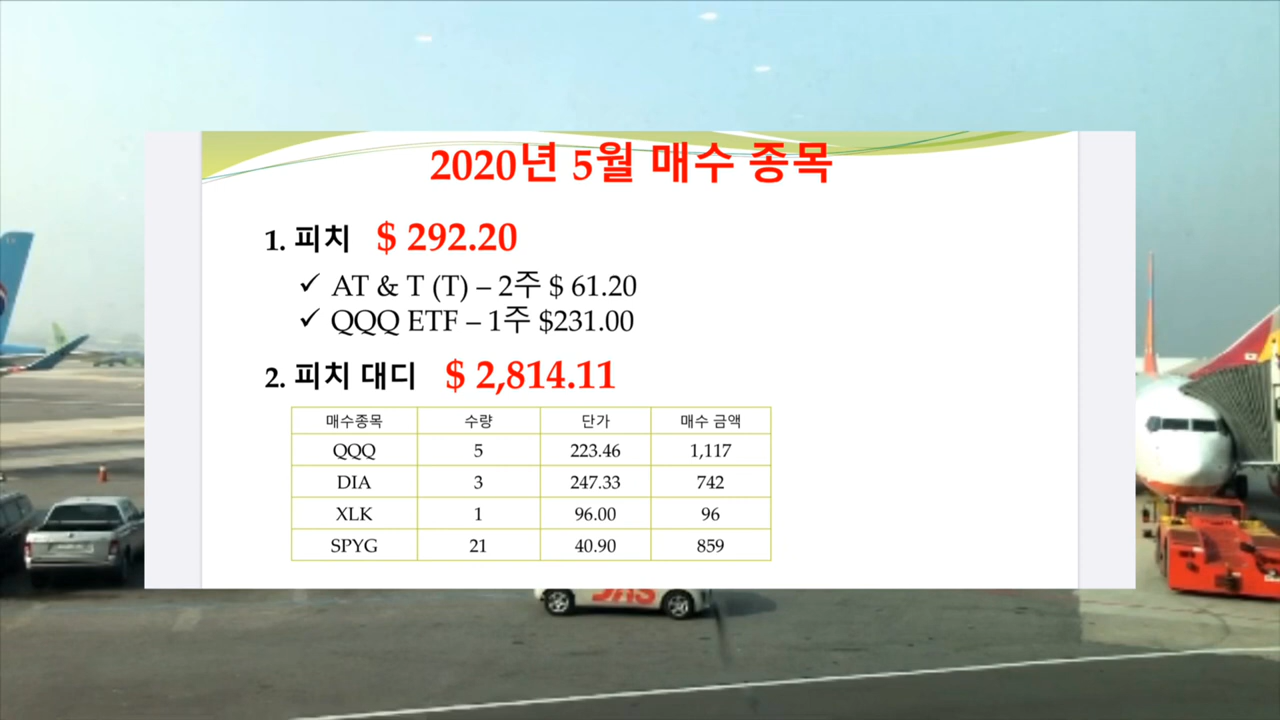 2020년 5월 매수 종목
1. 피치 $ 292.20
✓ AT & T (T) – 2주 $ 61.20
✓ QQQ ETF – 1주 $231.00
2. 피치 대디 $ 2,814.11
매수종목 수량 단가 매수 금액
QQQ 5 223.46 1,117
DIA 3 247.33 742
XLK 1 96.00 96
SPYG 21 40.90 859